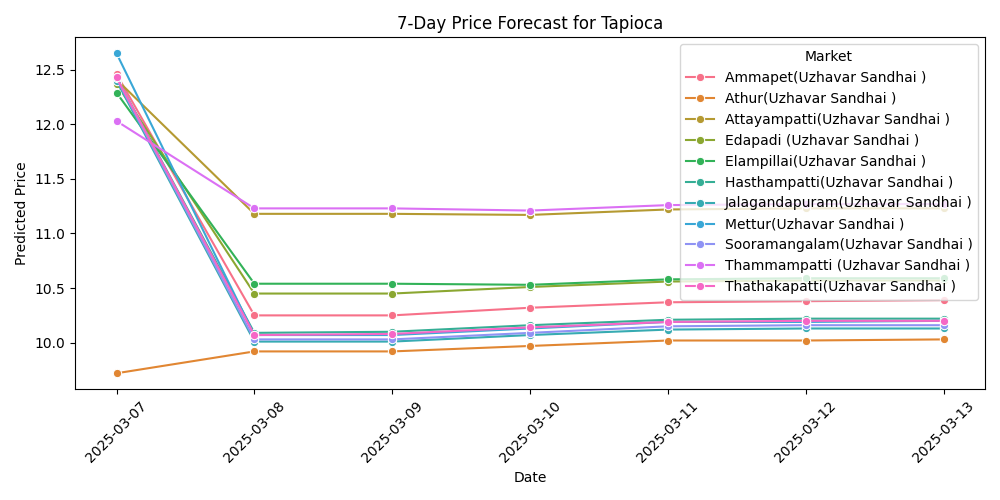 7-Day Price Forecast for Tapioca
Predicted Price
12.5
12.0
11.5
11.0
10.5
10.0
Market
Ammapet(Uzhavar Sandhai )
Athur(Uzhavar Sandhai )
Attayampatti(Uzhavar Sandhai )
Edapadi (Uzhavar Sandhai )
Elampillai(Uzhavar Sandhai )
Hasthampatti(Uzhavar Sandhai )
Jalagandapuram(Uzhavar Sandhai )
Mettur(Uzhavar Sandhai )
Sooramangalam(Uzhavar Sandhai )
Thammampatti (Uzhavar Sandhai )
Thathakapatti(Uzhavar Sandhai )
2025-03-07
2025-03-08
2025-03-09
2025-03-10
2025-03-11
2025-03-12
2025-03-13
Date